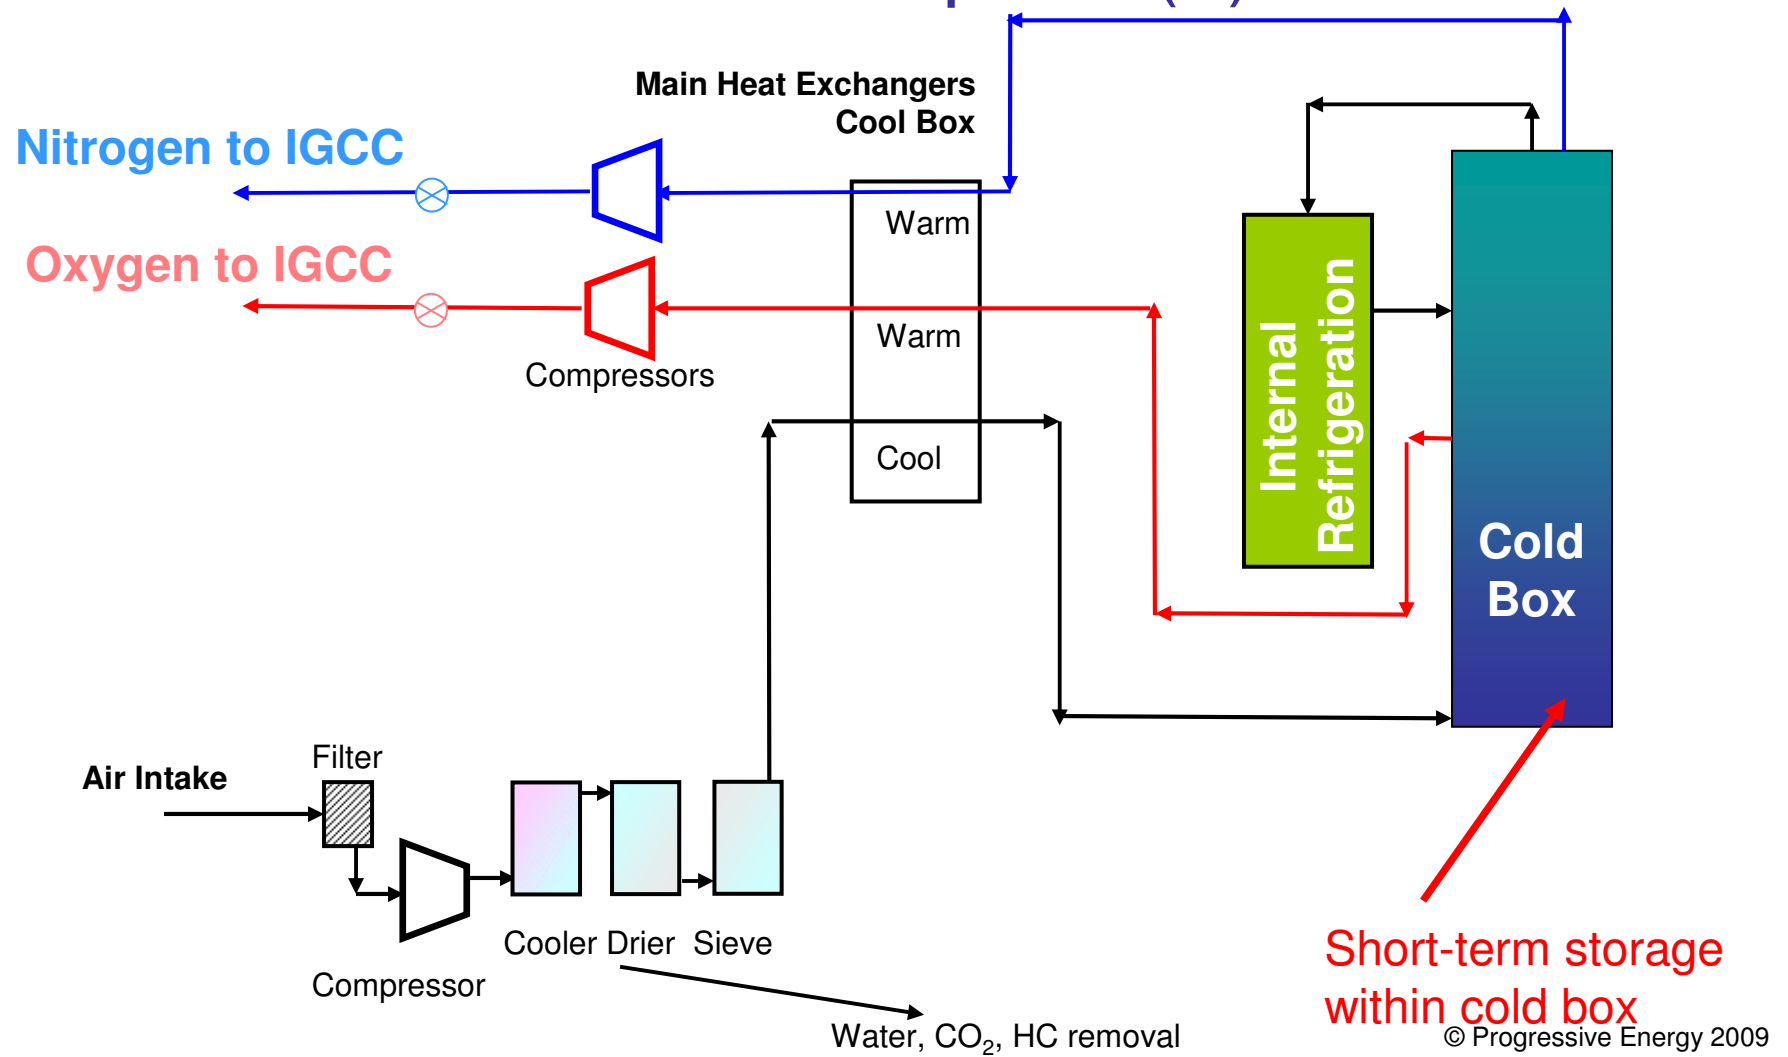 Main Heat Exchangers
Cool Box
Nitrogen to IGCC
Warm
Oxygen to IGCC
Warm
Compressors
Cool
Internal
Refrigeration
Cold
Box
Filter
Air Intake
Cooler Drier Sieve
Compressor
Water, CO₂, HC removal
Short-term storage
within cold box
© Progressive Energy 2009